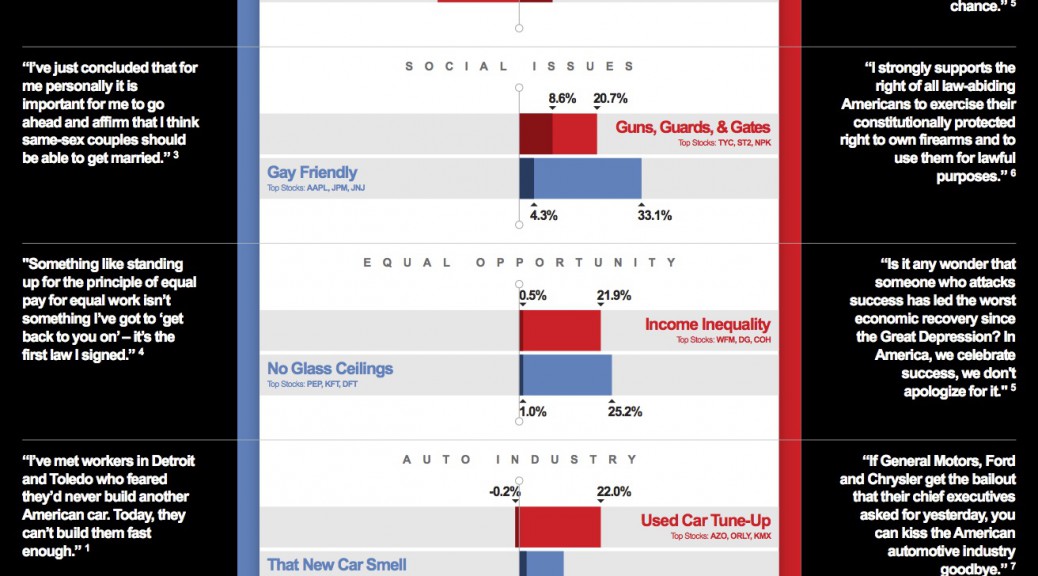 chance.” 5
SOCIAL ISSUES
“I’ve just concluded that for
me personally it is
important for me to go
ahead and affirm that I think
same-sex couples should
be able to get married.” 3
8.6% 20.7%
Guns, Guards, & Gates
Top Stocks: TYC, ST2, NPK
Gay Friendly
Top Stocks: AAPL, JPM, JNJ
4.3% 33.1%
“I strongly supports the
right of all law-abiding
Americans to exercise their
constitutionally protected
right to own firearms and to
use them for lawful
purposes.” 6
EQUAL OPPORTUNITY
"Something like standing
up for the principle of equal
pay for equal work isn’t
something I’ve got to ‘get
back to you on’ – it’s the
first law I signed.” 4
0.5% 21.9%
Income Inequality
Top Stocks: WFM, DG, COH
No Glass Ceilings
Top Stocks: PEP, KFT, DFT
1.0% 25.2%
“Is it any wonder that
someone who attacks
success has led the worst
economic recovery since
the Great Depression? In
America, we celebrate
success, we don’t
apologize for it." 5
AUTO INDUSTRY
“I’ve met workers in Detroit
and Toledo who feared
they’d never build another
American car. Today, they
can’t build them fast
enough.” 1
-0.2% 22.0%
Used Car Tune-Up
Top Stocks: AZO, ORLY, KMX
That New Car Smell
“If General Motors, Ford
and Chrysler get the bailout
that their chief executives
asked for yesterday, you
can kiss the American
automotive industry
goodbye.” 7